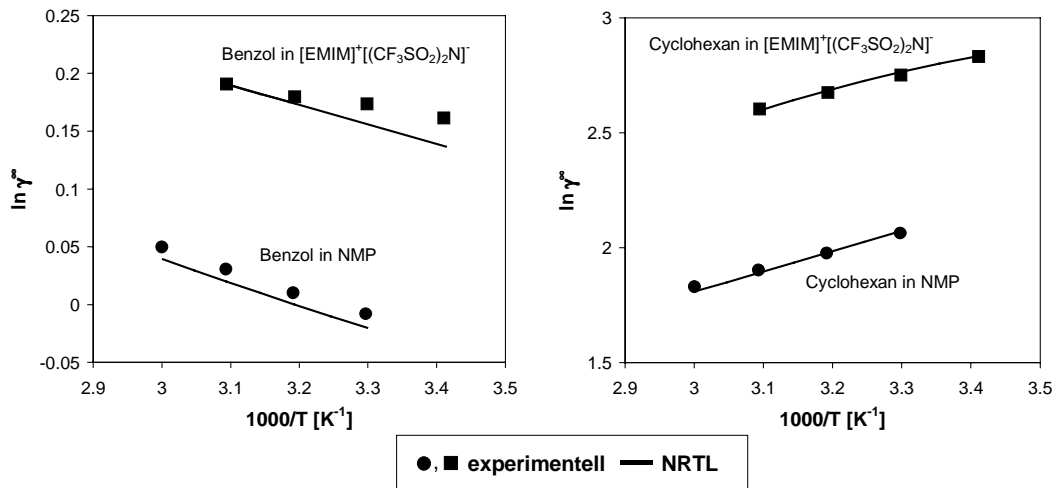 0.25
0.2
0.15
0.1
0.05
0
-0.05
ln γ∞
Benzol in [EMIM]+[(CF3SO2)2N]-
Benzol in NMP
2.9 3 3.1 3.2 3.3 3.4 3.5
1000/T [K-1]
3
2.5
2
1.5
ln γ∞
Cyclohexan in [EMIM]+[(CF3SO2)2N]-
Cyclohexan in NMP
2.9 3 3.1 3.2 3.3 3.4 3.5
1000/T [K-1]
, experimentell NRTL